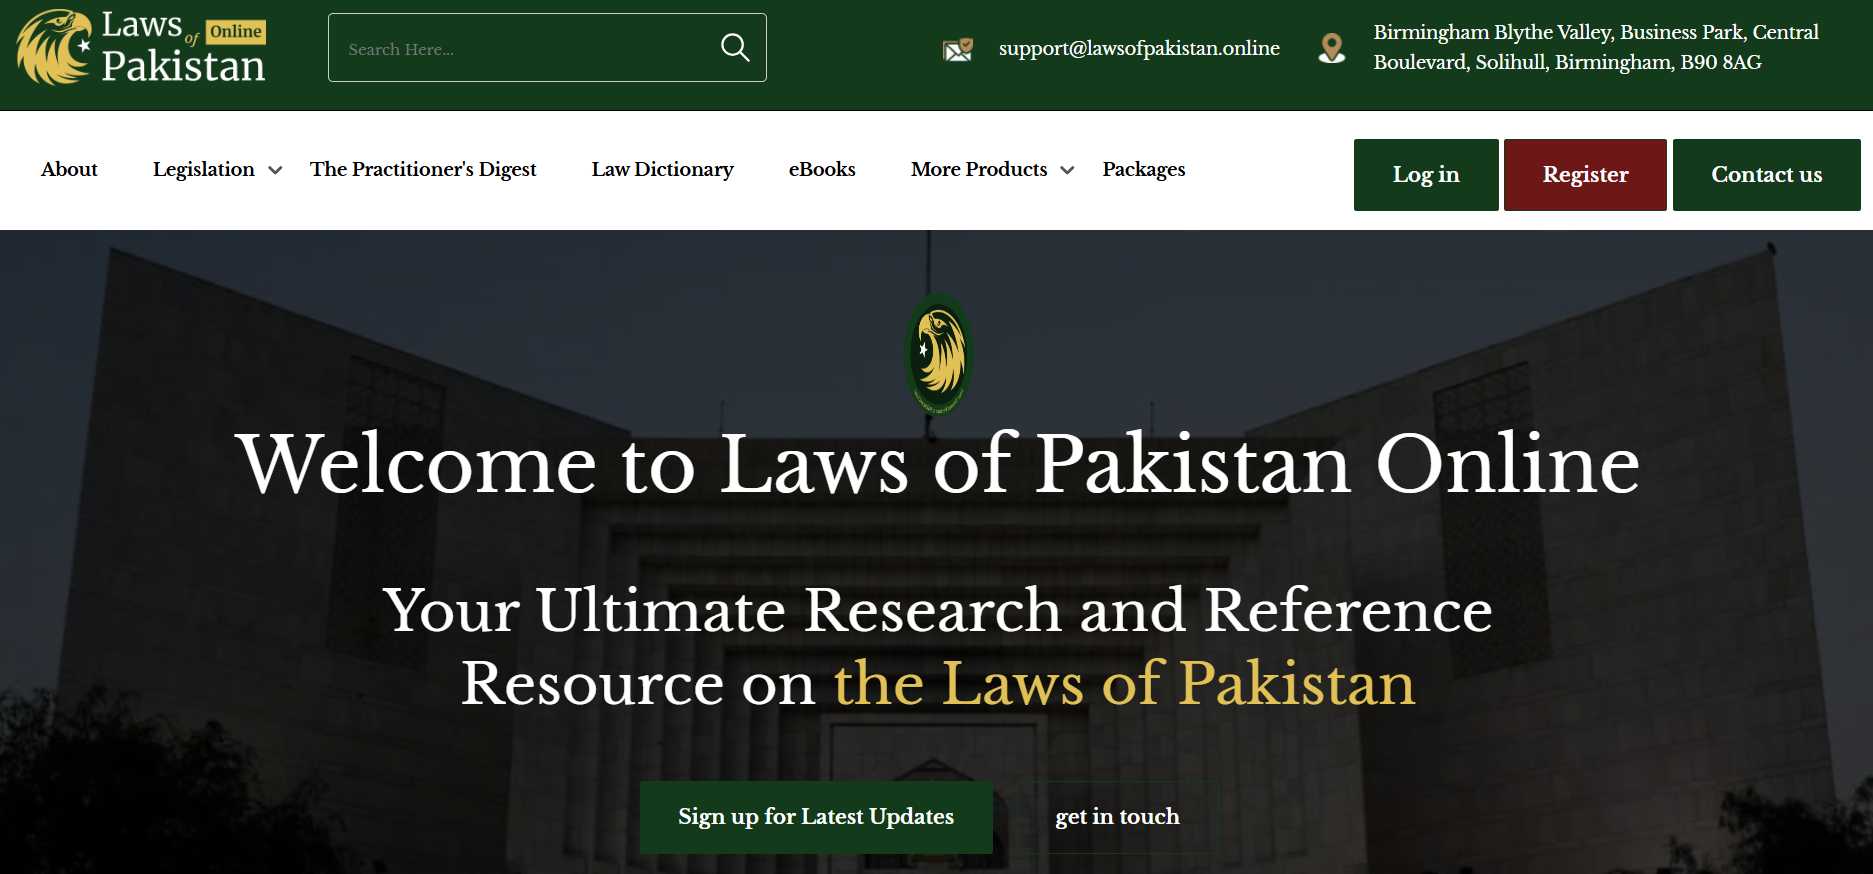 Laws of Online
Pakistan
Search Here...
support@lawsofpakistan.online
Birmingham Blythe Valley, Business Park, Central
Boulevard, Solihull, Birmingham, B90 8AG
About
Legislation
The Practitioner's Digest
Law Dictionary
eBooks
More Products
Packages
Log in
Register
Contact us
Welcome to Laws of Pakistan Online
Your Ultimate Research and Reference
Resource on the Laws of Pakistan
Sign up for Latest Updates
get in touch